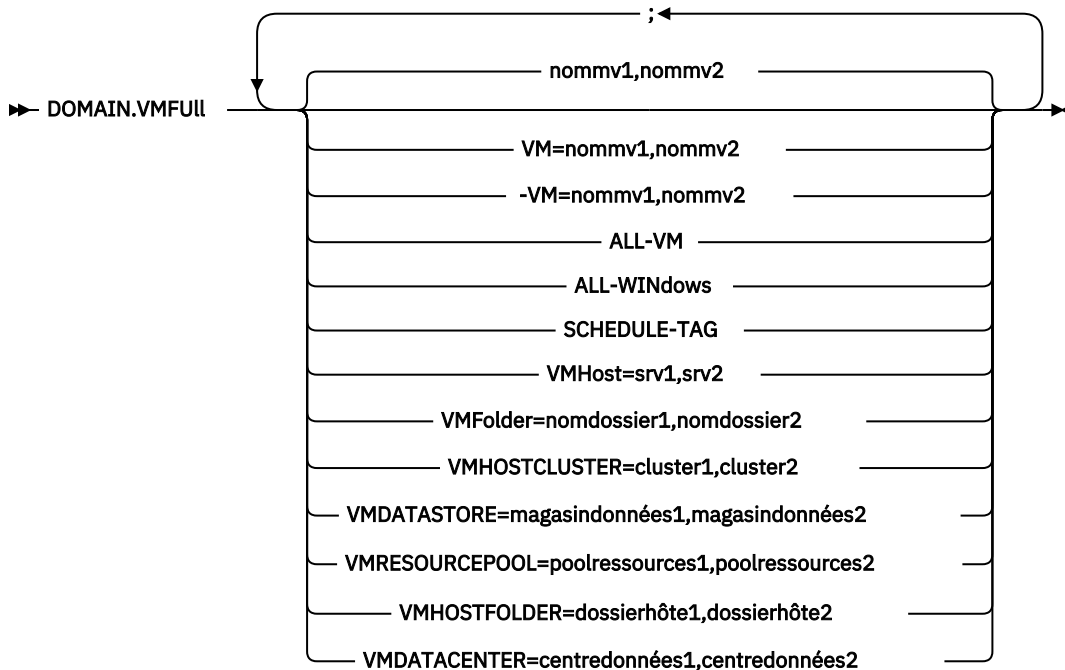 ;
nommv1,nommv2
DOMAIN.VMFUll
VM=nommv1,nommv2
-VM=nommv1,nommv2
ALL-VM
ALL-WINdows
SCHEDULE-TAG
VMHost=srv1,srv2
VMFolder=nomdossier1,nomdossier2
VMHOSTCLUSTER=cluster1,cluster2
VMDATASTORE=magasindonnées1,magasindonnées2
VMRESOURCEPOOL=poolressources1,poolressources2
VMHOSTFOLDER=dossierhôte1,dossierhôte2
VMDATACENTER=centredonnées1,centredonnées2